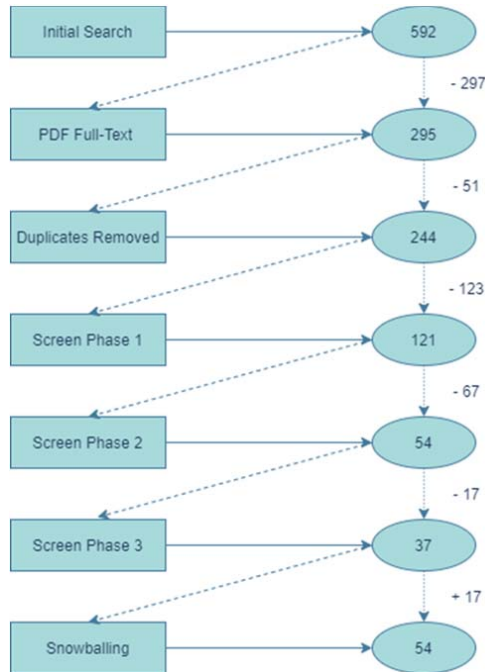 Initial Search
592
- 297
PDF Full-Text
295
- 51
Duplicates Removed
244
- 123
Screen Phase 1
121
- 67
Screen Phase 2
54
- 17
Screen Phase 3
37
+ 17
Snowballing
54